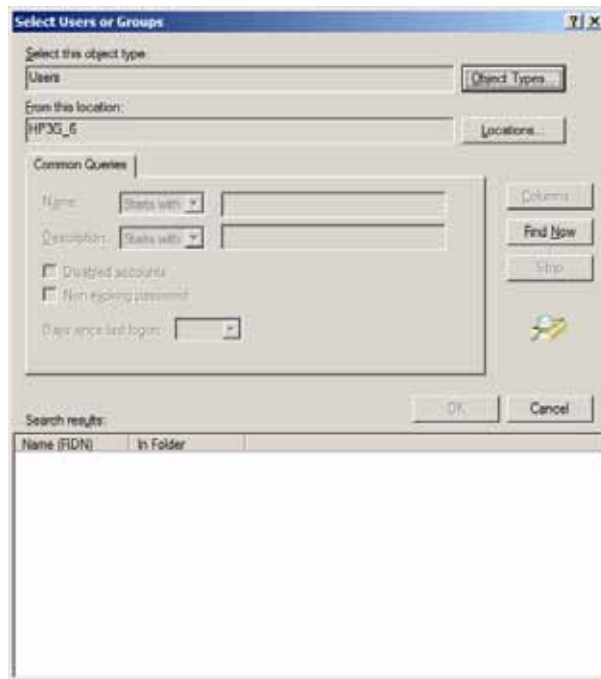 Select Users or Groups
Select this object type:
Users
Object Types...
From this location:
HP3G_6
Locations...
Common Queries
Name:
Starts with
Description:
Starts with
Disabled accounts
Non expiring password
Days since last logon:
Columns...
Find Now
Stop
OK
Cancel
Search results:
Name (RDN)
In Folder